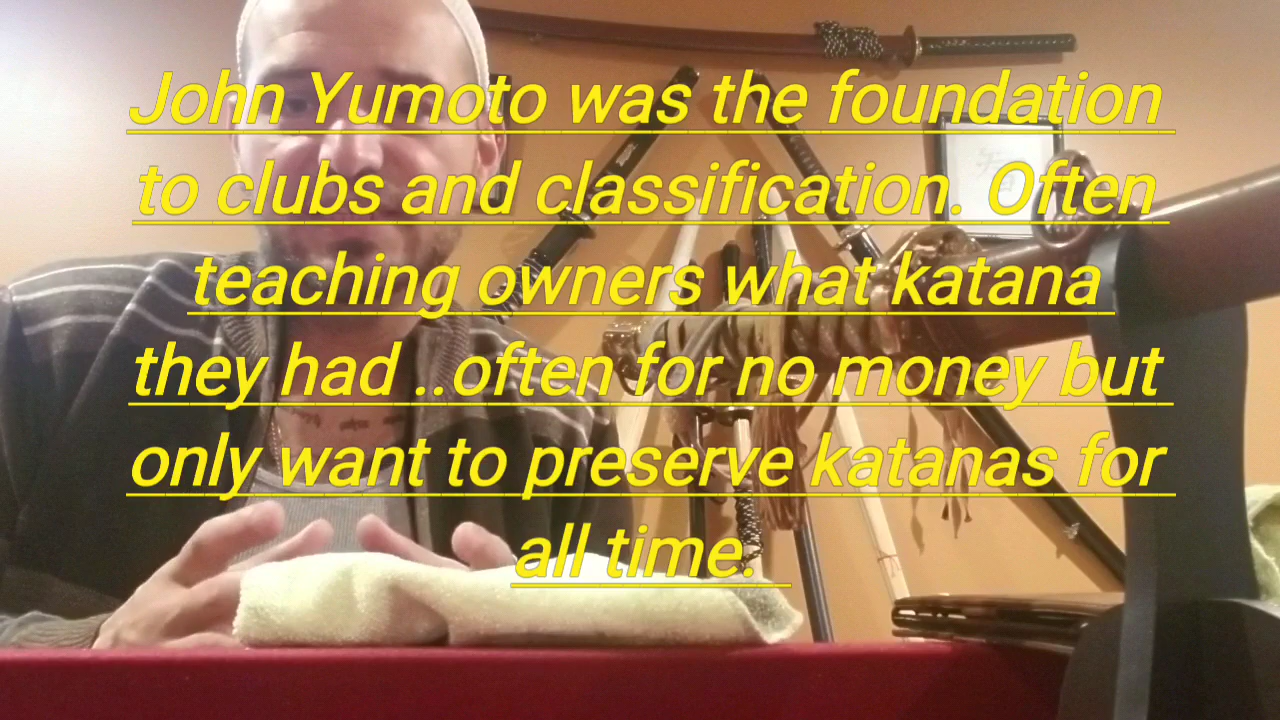 John Yumoto was the foundation
to clubs and classification. Often
teaching owners what katana
they had ..often for no money but
only want to preserve katanas for
all time.